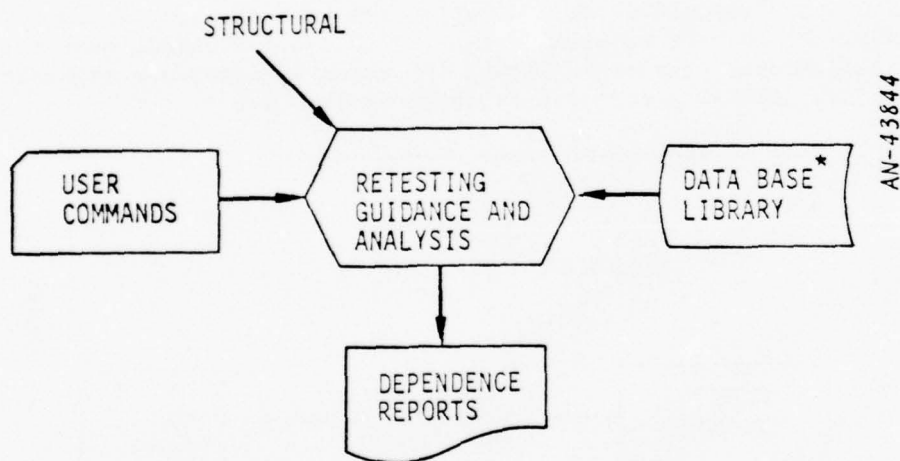 STRUCTURAL
USER
COMMANDS
RETESTING
GUIDANCE AND
ANALYSIS
DATA BASE*
LIBRARY
DEPENDENCE
REPORTS
AN-43844